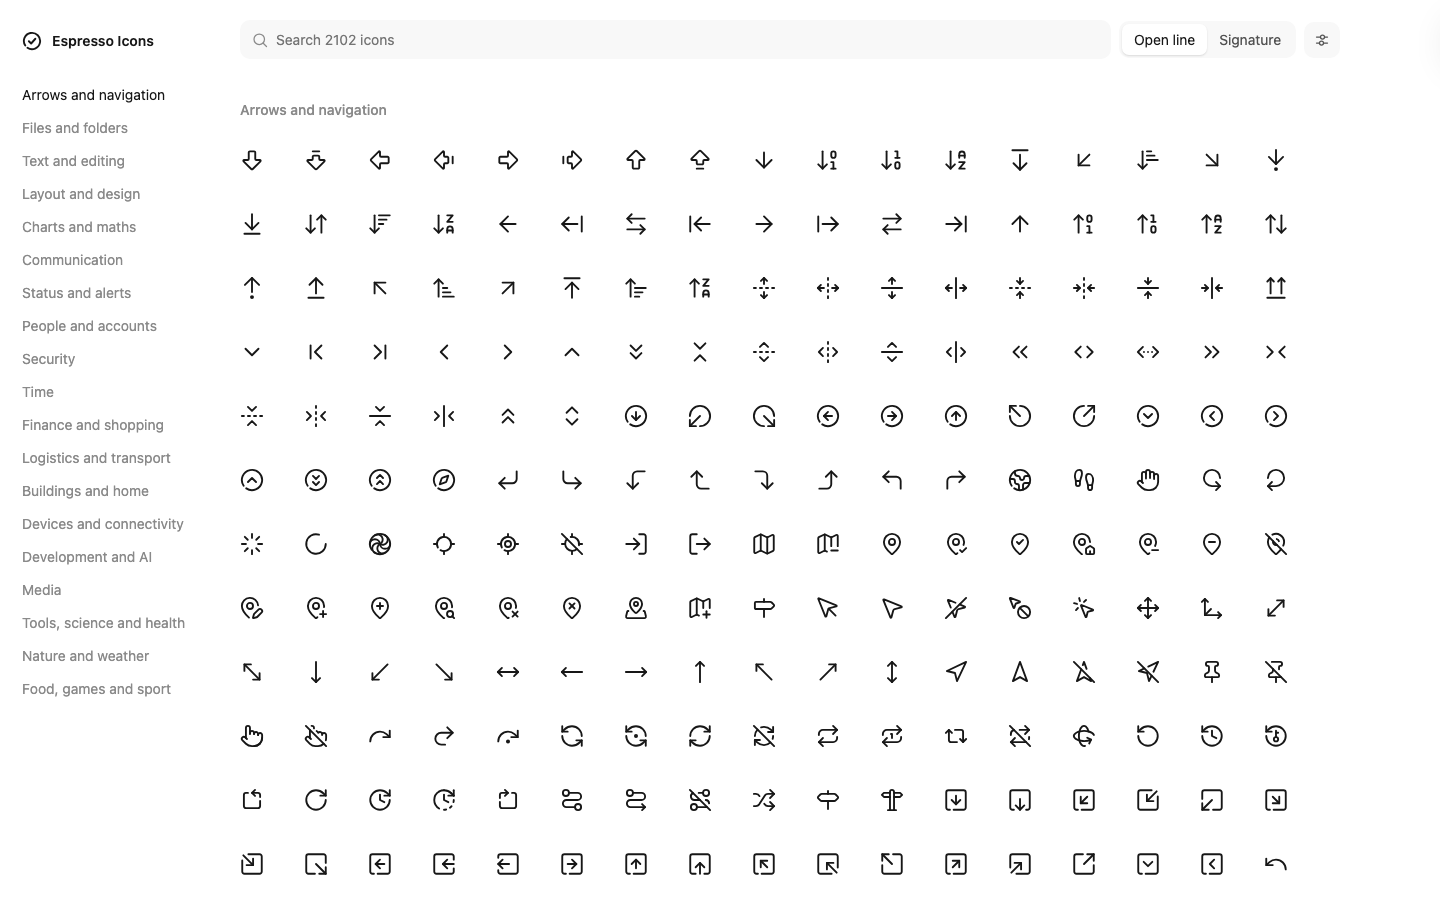 Espresso Icons
Search 2102 icons
Open line
Signature
Arrows and navigation
Files and folders
Text and editing
Layout and design
Charts and maths
Communication
Status and alerts
People and accounts
Security
Time
Finance and shopping
Logistics and transport
Buildings and home
Devices and connectivity
Development and AI
Media
Tools, science and health
Nature and weather
Food, games and sport
Arrows and navigation